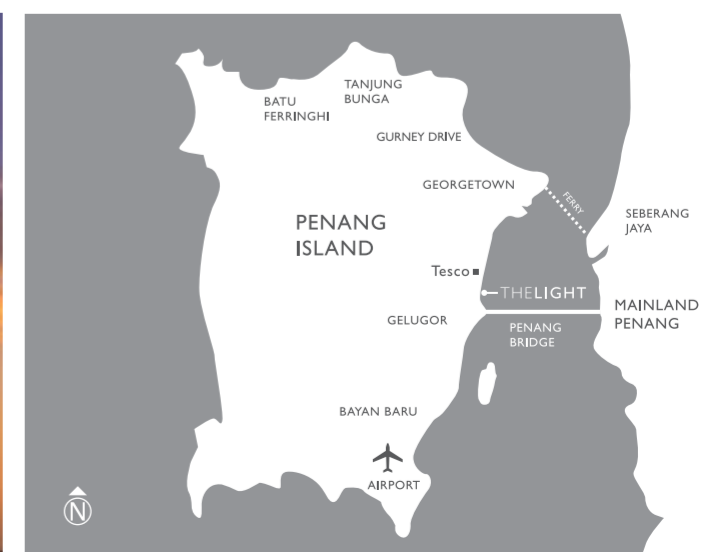 TANJUNG
BUNGA
BATU
FERRINGHI
GURNEY DRIVE
GEORGETOWN
FERRY
SEBERANG
JAYA
PENANG
ISLAND
Tesco
THELIGHT
MAINLAND
PENANG
GELUGOR
PENANG
BRIDGE
BAYAN BARU
AIRPORT
N